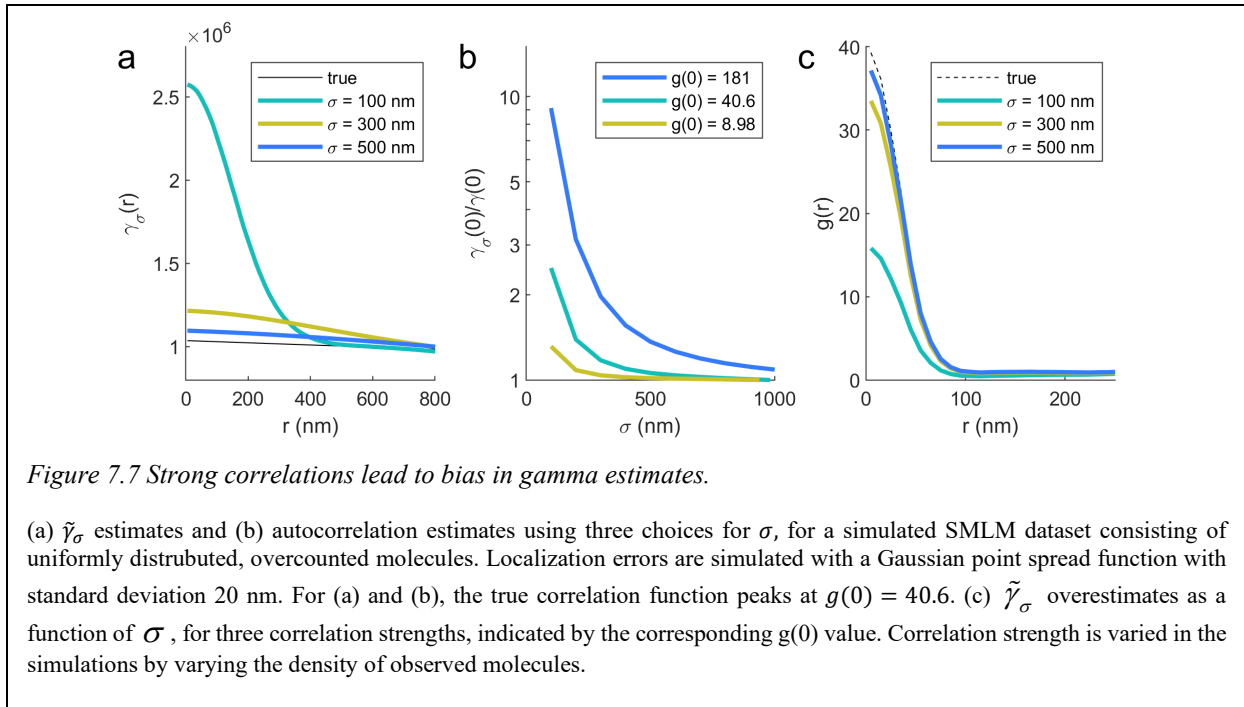 a
×10⁶
2.5
2
1.5
1
γσ(r)
0 200 400 600 800
r (nm)
true
σ = 100 nm
σ = 300 nm
σ = 500 nm
b
10
5
3
2
1
γσ(0)/γ(0)
0 500 1000
σ (nm)
g(0) = 181
g(0) = 40.6
g(0) = 8.98
c
40
30
20
10
0
g(r)
0 100 200
r (nm)
true
σ = 100 nm
σ = 300 nm
σ = 500 nm
Figure 7.7 Strong correlations lead to bias in gamma estimates.
(a) γ̃σ estimates and (b) autocorrelation estimates using three choices for σ, for a simulated SMLM dataset consisting of
uniformly distrubuted, overcounted molecules. Localization errors are simulated with a Gaussian point spread function with
standard deviation 20 nm. For (a) and (b), the true correlation function peaks at g(0) = 40.6. (c) γ̃σ overestimates as a
function of σ , for three correlation strengths, indicated by the corresponding g(0) value. Correlation strength is varied in the
simulations by varying the density of observed molecules.